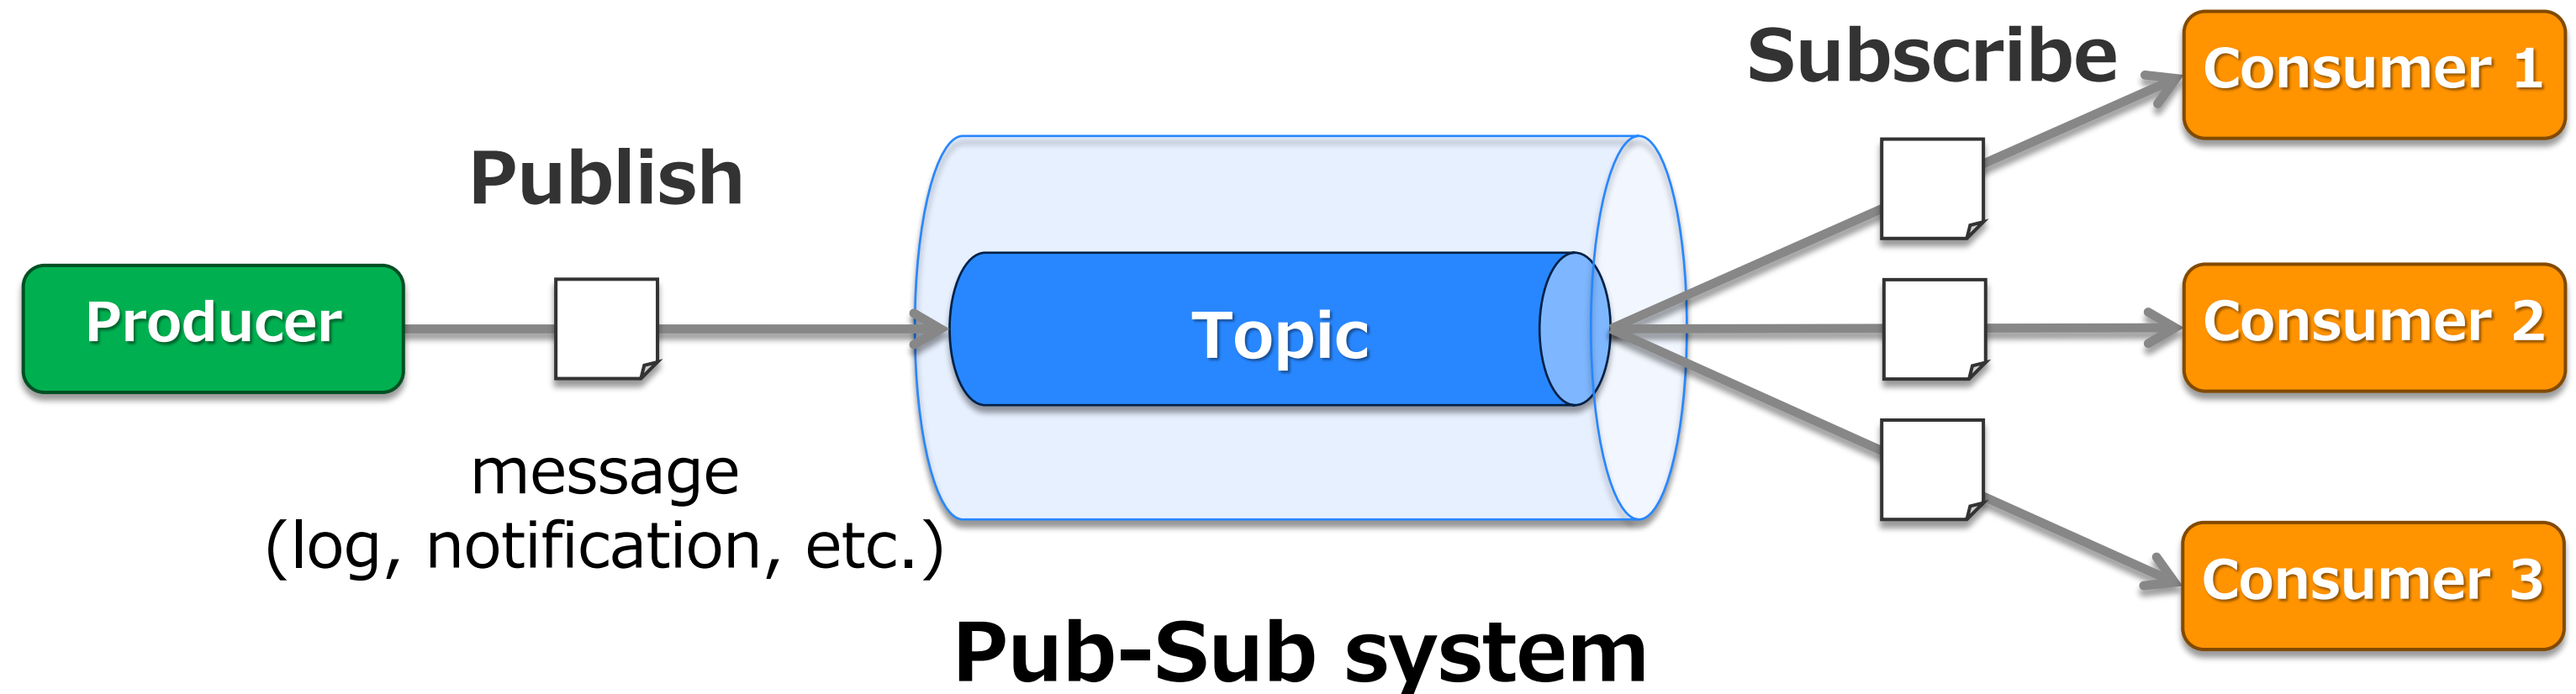 Publish
Producer
message
(log, notification, etc.)
Topic
Pub-Sub system
Subscribe
Consumer 1
Consumer 2
Consumer 3